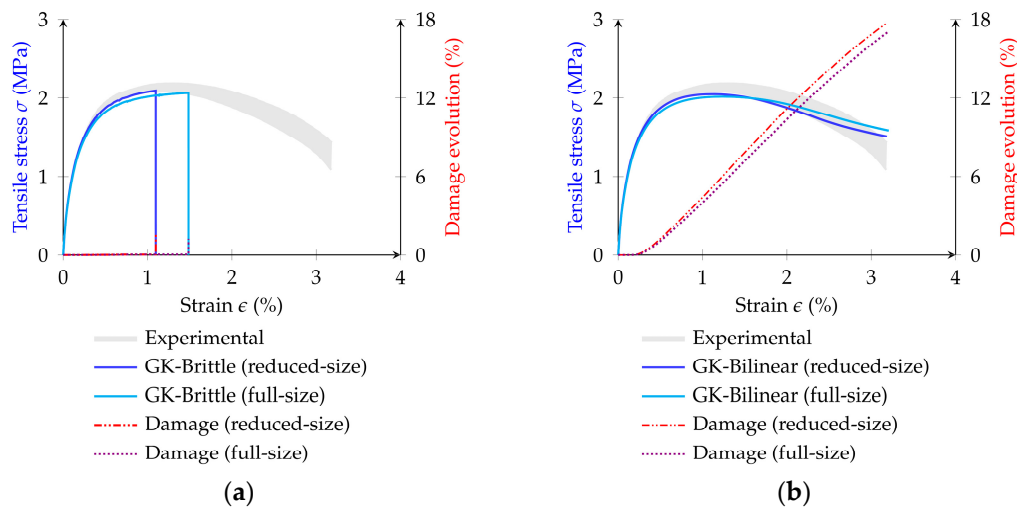 Tensile stress σ (MPa)
3
2
1
0
0
1
2
3
4
Strain ϵ (%)
18
12
6
0
Damage evolution (%)
Experimental
GK-Brittle (reduced-size)
GK-Brittle (full-size)
Damage (reduced-size)
Damage (full-size)
(a)
Tensile stress σ (MPa)
3
2
1
0
0
1
2
3
4
Strain ϵ (%)
18
12
6
0
Damage evolution (%)
Experimental
GK-Bilinear (reduced-size)
GK-Bilinear (full-size)
Damage (reduced-size)
Damage (full-size)
(b)